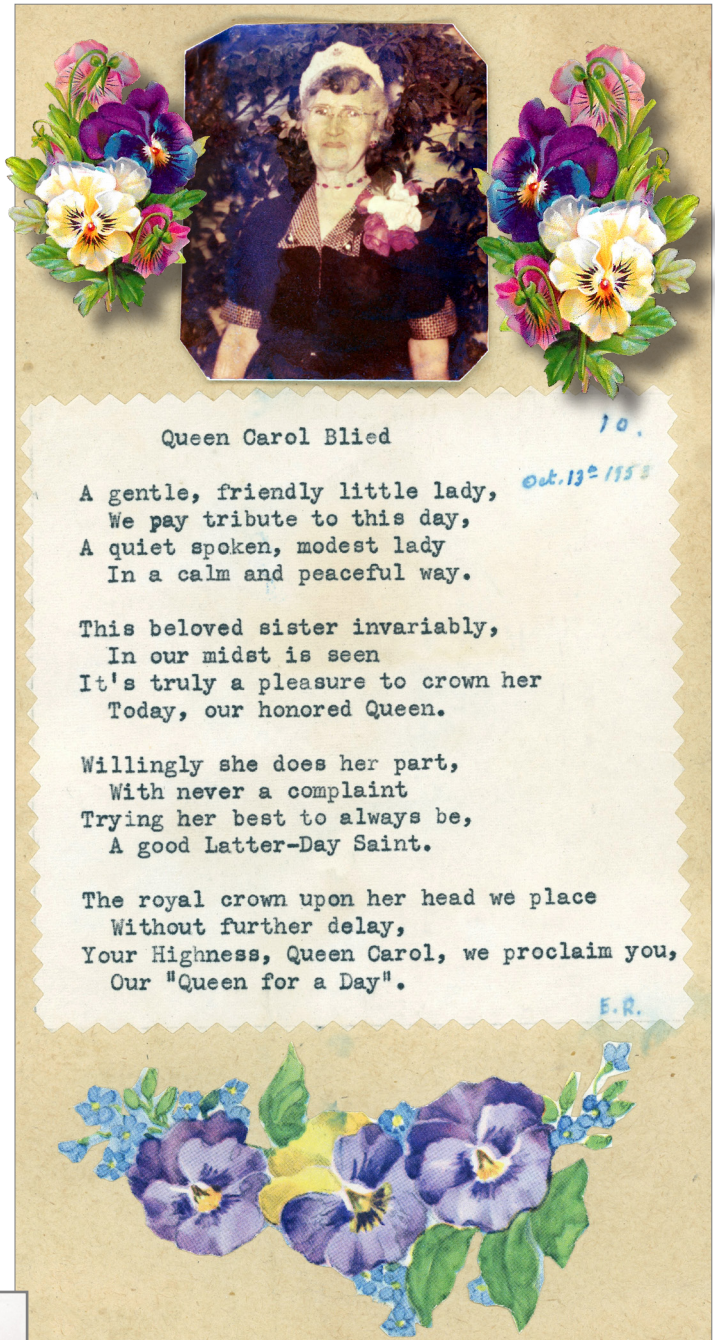 Queen Carol Blied
10.
Oct. 13th 1953
A gentle, friendly little lady,
We pay tribute to this day,
A quiet spoken, modest lady
In a calm and peaceful way.
This beloved sister invariably,
In our midst is seen
It's truly a pleasure to crown her
Today, our honored Queen.
Willingly she does her part,
With never a complaint
Trying her best to always be,
A good Latter-Day Saint.
The royal crown upon her head we place
Without further delay,
Your Highness, Queen Carol, we proclaim you,
Our "Queen for a Day".
E.R.